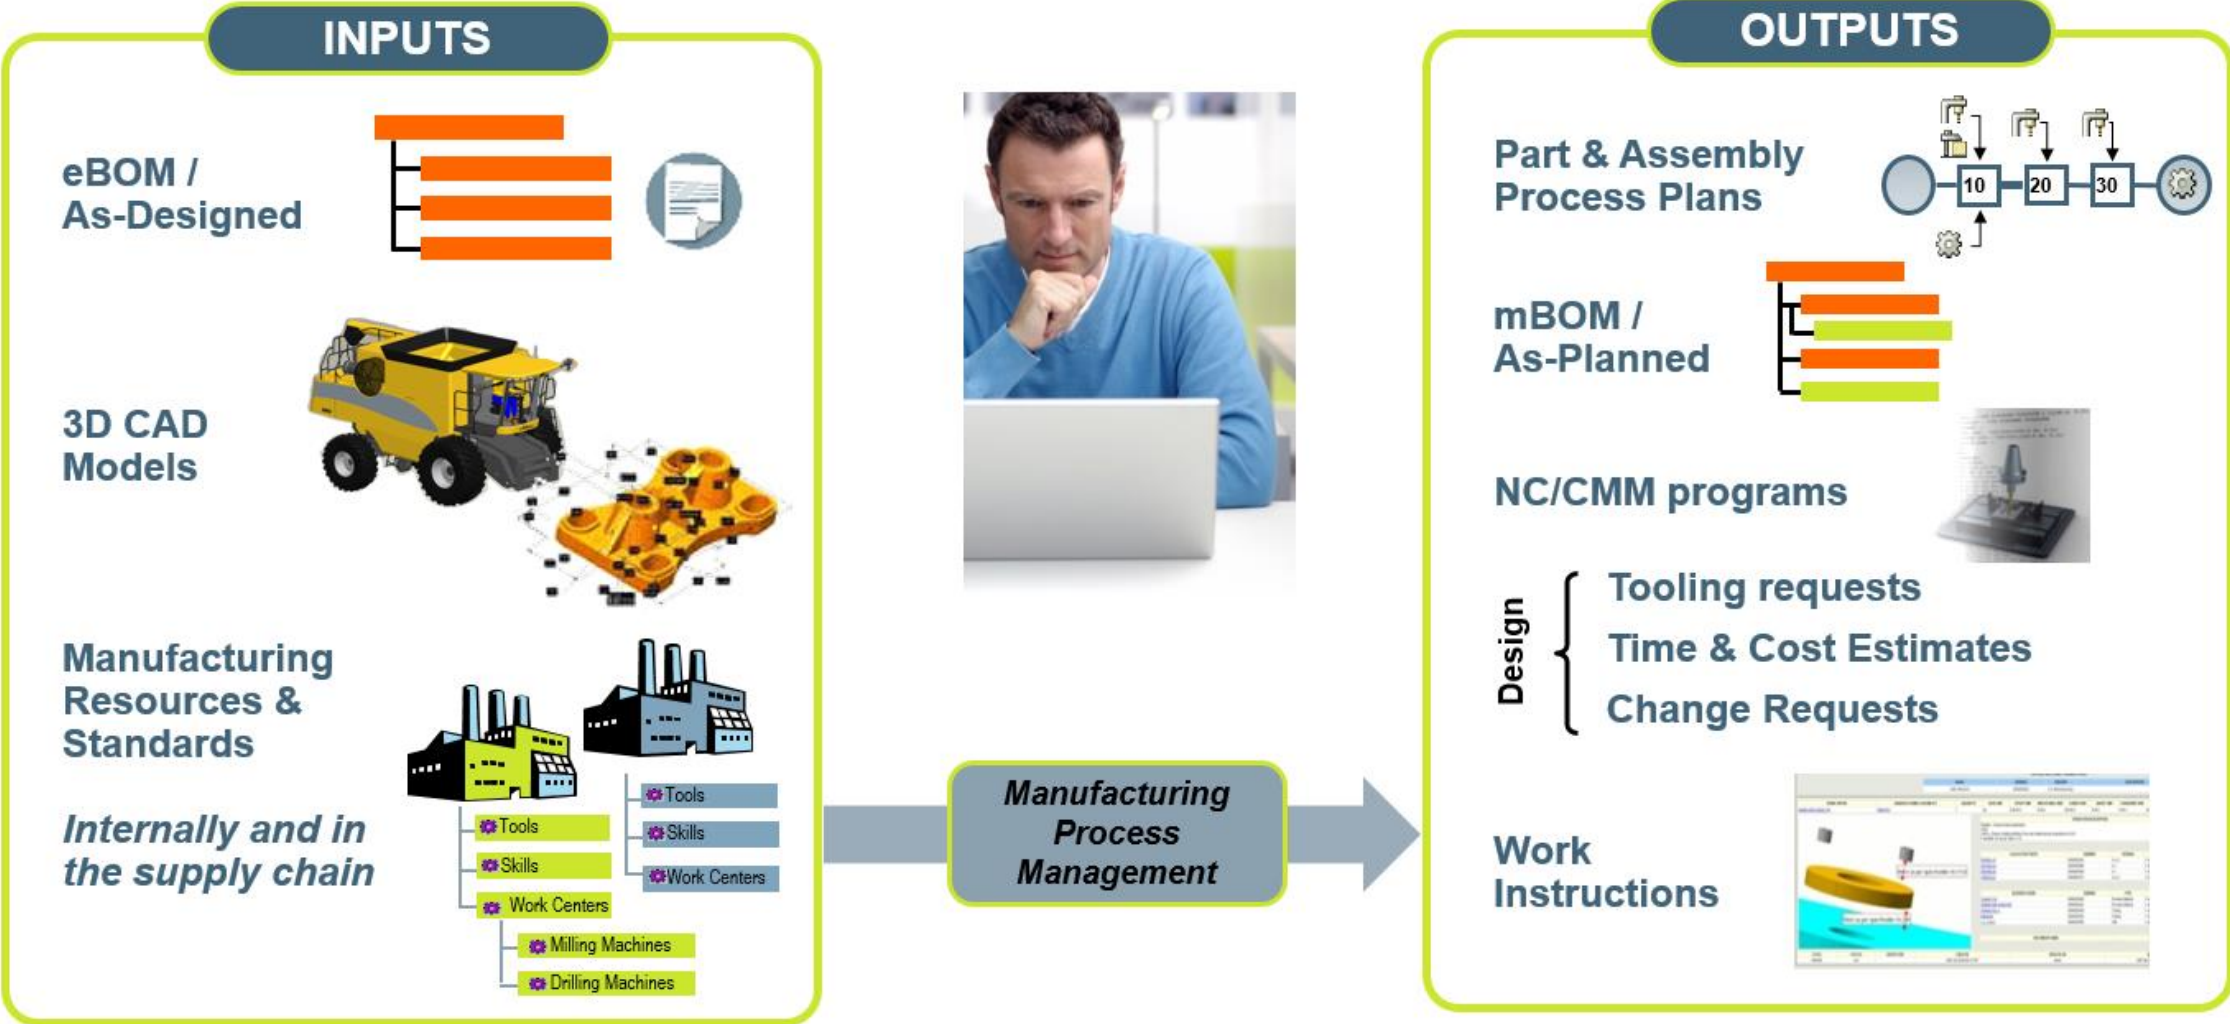 INPUTS
eBOM /
As-Designed
3D CAD
Models
Manufacturing
Resources &
Standards
Internally and in
the supply chain
Tools
Skills
Work Centers
Milling Machines
Drilling Machines
Tools
Skills
Work Centers
Manufacturing
Process
Management
OUTPUTS
Part & Assembly
Process Plans
10
20
30
mBOM /
As-Planned
NC/CMM programs
Design
Tooling requests
Time & Cost Estimates
Change Requests
Work
Instructions